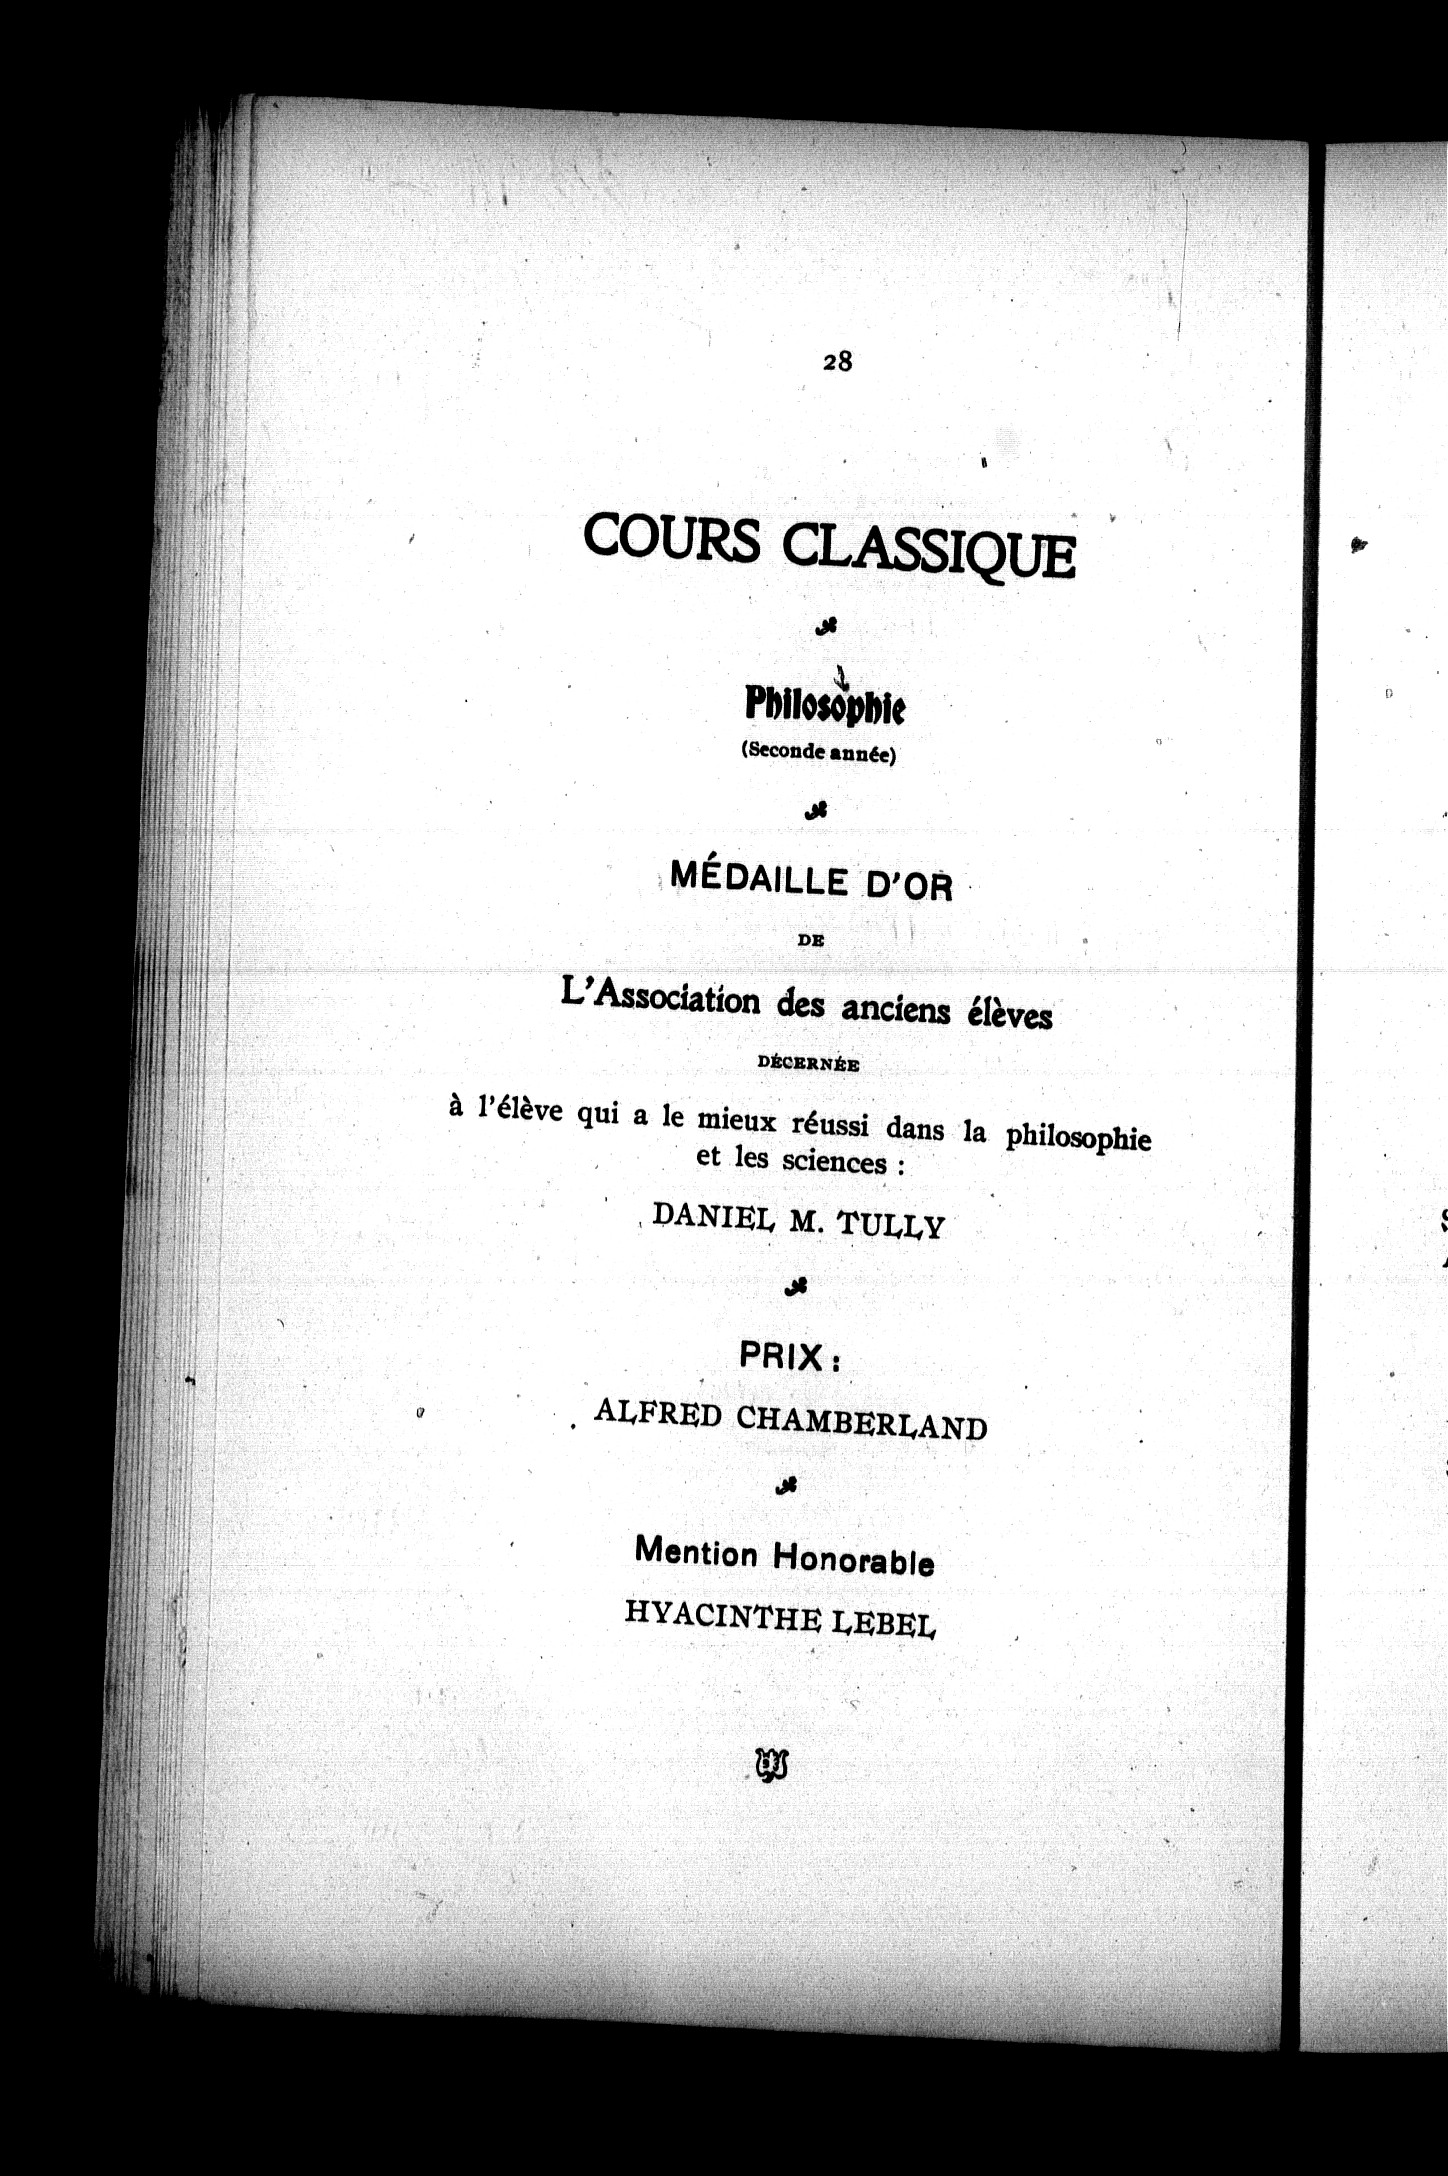 28
COURS CLASSIQUE
Philosophie
(Seconde année)
MÉDAILLE D'OR
DE
L'Association des anciens élèves
DÉCERNÉE
à l'élève qui a le mieux réussi dans la philosophie
et les sciences :
DANIEL M. TULLY
PRIX :
ALFRED CHAMBERLAND
Mention Honorable
HYACINTHE LEBEL